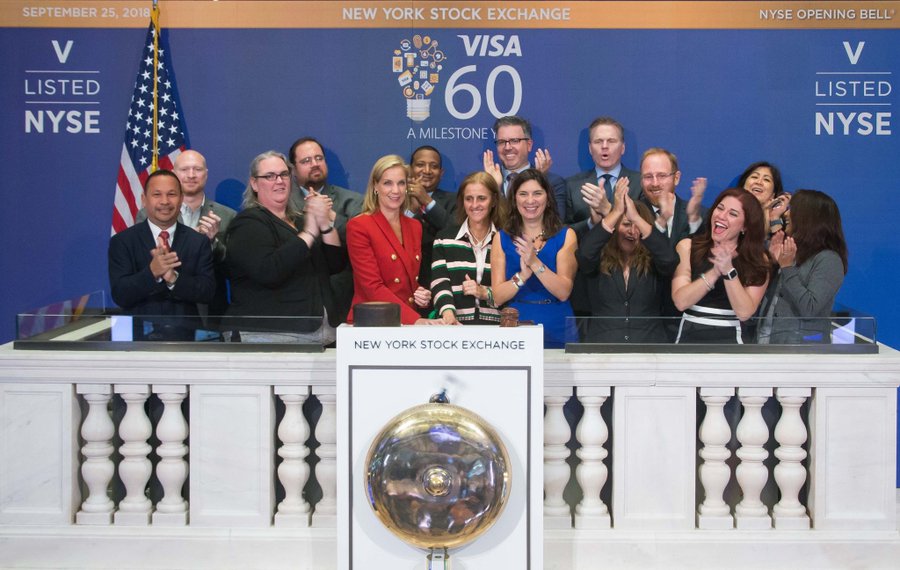 SEPTEMBER 25, 2018
NEW YORK STOCK EXCHANGE
NYSE OPENING BELL
V
LISTED
NYSE
VISA
60
A MILESTONE Y
V
LISTED
NYSE
NEW YORK STOCK EXCHANGE